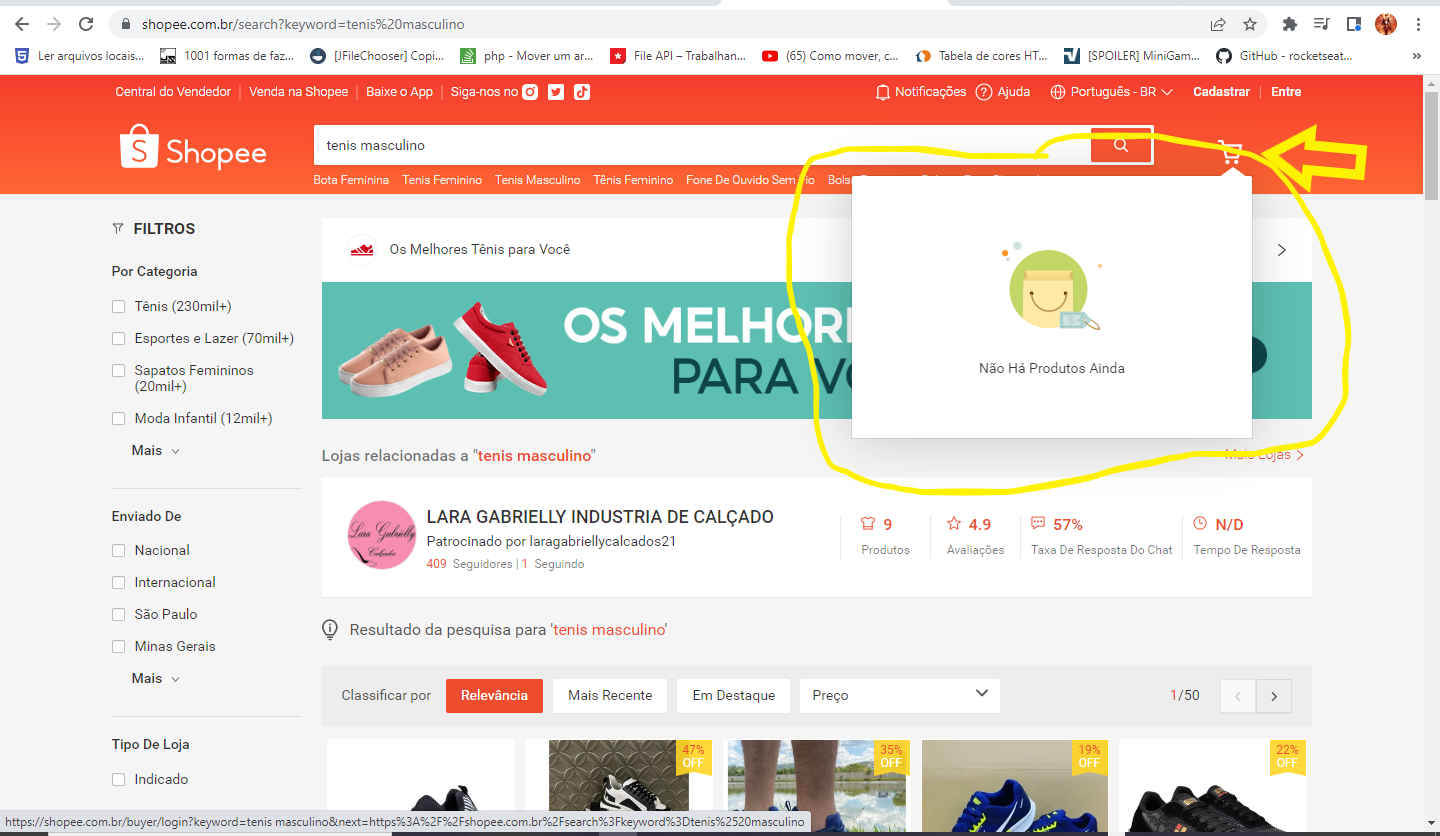 shopee.com.br/search?keyword=tenis%20masculino
Ler arquivos locais... 1001 formas de faz... [JFileChooser] Copi... php - Mover um ar... File API – Trabalhan... (65) Como mover, c... Tabela de cores HT... [SPOILER] MiniGam... GitHub - rocketseat... »
Central do Vendedor | Venda na Shopee | Baixe o App | Siga-nos no Notificações Ajuda Português - BR Cadastrar | Entre
Shopee
tenis masculino
Bota Feminina Tenis Feminino Tenis Masculino Tênis Feminino Fone De Ouvido Sem Fio
FILTROS
Por Categoria
Tênis (230mil+)
Esportes e Lazer (70mil+)
Sapatos Femininos
(20mil+)
Moda Infantil (12mil+)
Mais
Enviado De
Nacional
Internacional
São Paulo
Minas Gerais
Mais
Tipo De Loja
Indicado
Os Melhores Tênis para Você
OS MELHOR
PARA V
Não Há Produtos Ainda
Lojas relacionadas a "tenis masculino"
Mais Lojas
Lara Gabrielly
Calçados
LARA GABRIELLY INDUSTRIA DE CALÇADO
Patrocinado por laragabriellycalcados21
409 Seguidores | 1 Seguindo
9
Produtos
4.9
Avaliações
57%
Taxa De Resposta Do Chat
N/D
Tempo De Resposta
Resultado da pesquisa para 'tenis masculino'
Classificar por Relevância Mais Recente Em Destaque Preço 1/50
47%
OFF
35%
OFF
19%
OFF
22%
OFF
https://shopee.com.br/buyer/login?keyword=tenis masculino&next=https%3A%2F%2Fshopee.com.br%2Fsearch%3Fkeyword%3Dtenis%2520masculino